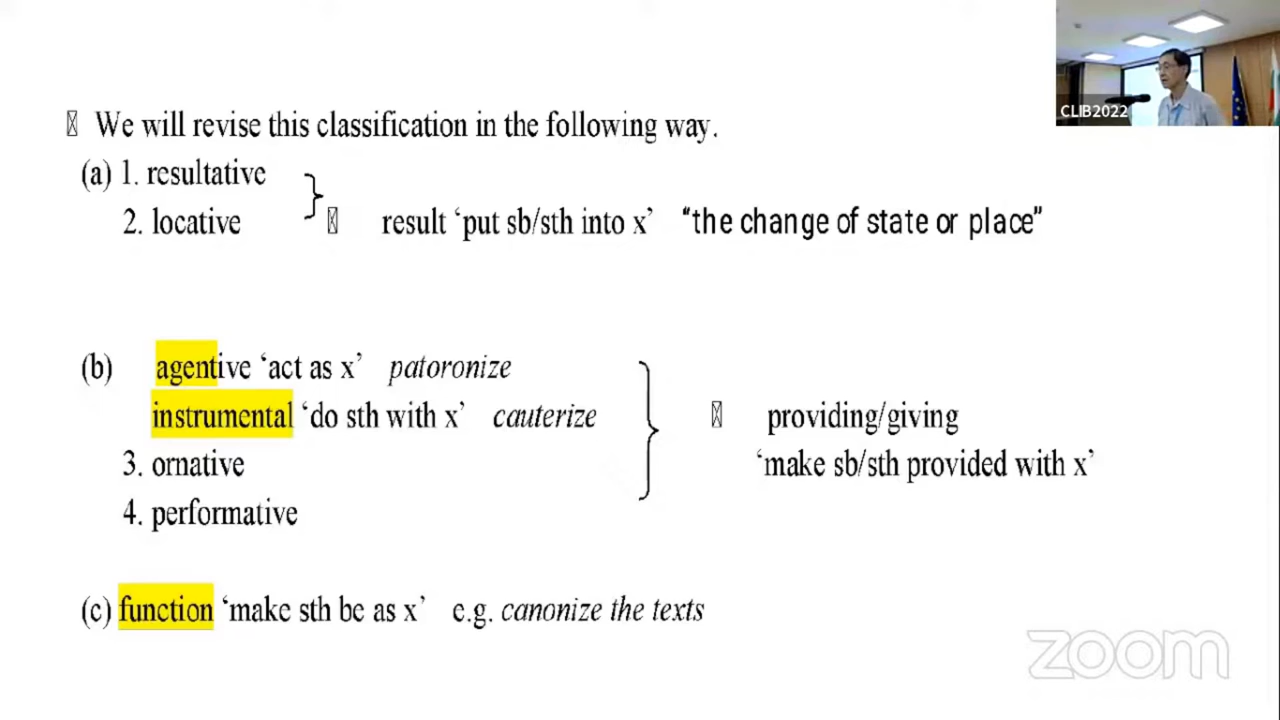 We will revise this classification in the following way.
(a) 1. resultative
2. locative
result ‘put sb/sth into x’ “the change of state or place”
(b) agentive ‘act as x’ patoronize
instrumental ‘do sth with x’ cauterize
3. ornative
4. performative
providing/giving
‘make sb/sth provided with x’
(c) function ‘make sth be as x’ e.g. canonize the texts
CLIB2022
zoom